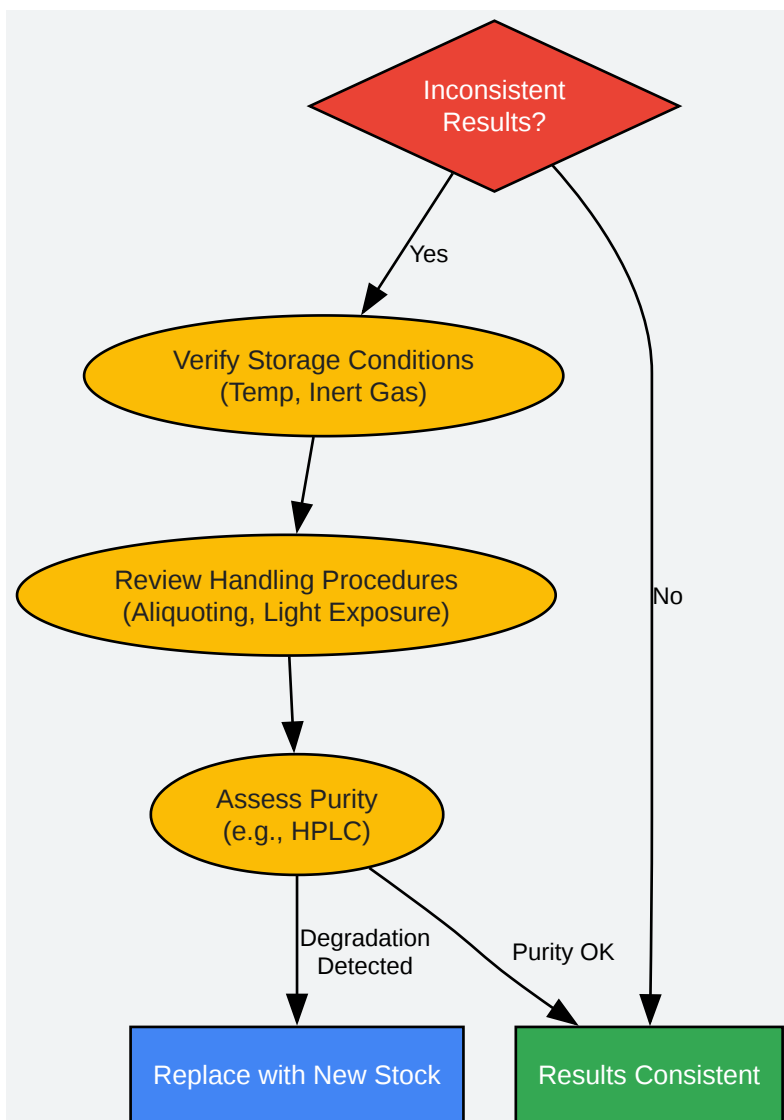 Inconsistent
Results?
Yes
Verify Storage Conditions
(Temp, Inert Gas)
Review Handling Procedures
(Aliquoting, Light Exposure)
No
Assess Purity
(e.g., HPLC)
Degradation
Detected
Purity OK
Replace with New Stock
Results Consistent